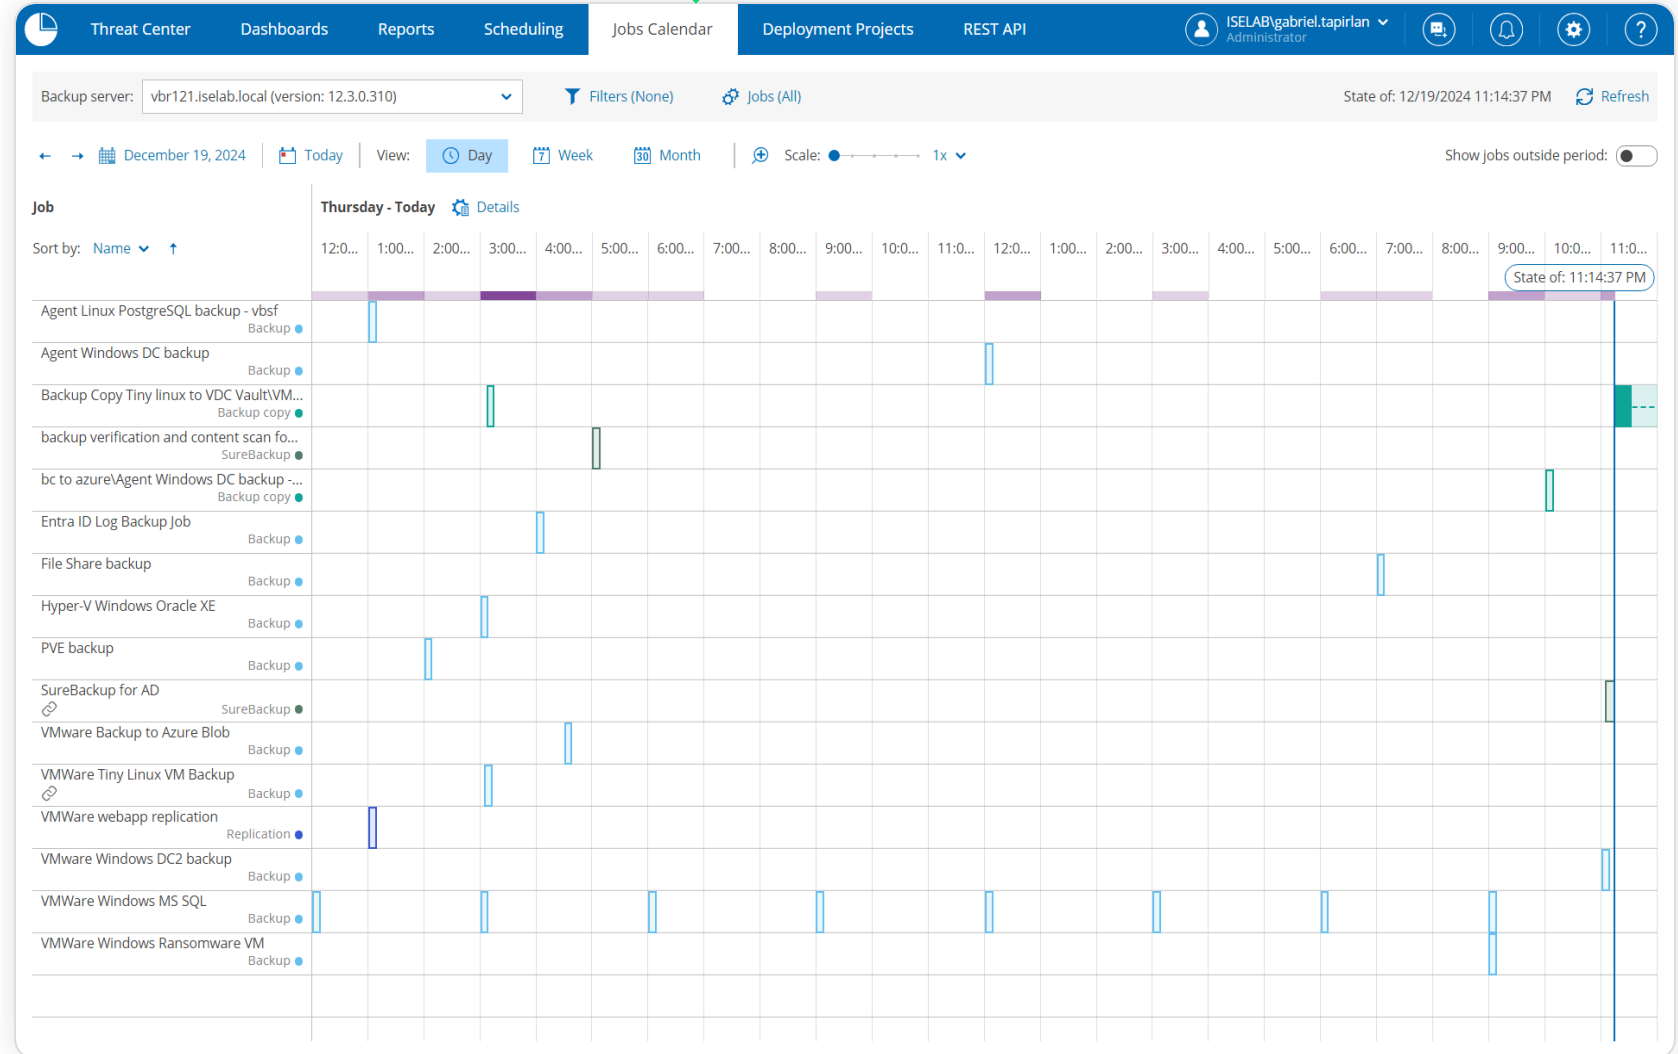 Threat Center Dashboards Reports Scheduling Jobs Calendar Deployment Projects REST API ISELAB\gabriel.tapirlan
Administrator
?
Backup server: vbr121.iselab.local (version: 12.3.0.310) Filters (None) Jobs (All) State of: 12/19/2024 11:14:37 PM Refresh
December 19, 2024 Today View: Day 7 Week 30 Month Scale: 1x Show jobs outside period:
Job Thursday - Today Details
Sort by: Name 12:0... 1:00... 2:00... 3:00... 4:00... 5:00... 6:00... 7:00... 8:00... 9:00... 10:0... 11:0... 12:0... 1:00... 2:00... 3:00... 4:00... 5:00... 6:00... 7:00... 8:00... 9:00... 10:0... 11:0...
State of: 11:14:37 PM
Agent Linux PostgreSQL backup - vbsf
Backup
Agent Windows DC backup
Backup
Backup Copy Tiny linux to VDC Vault\VM...
Backup copy
backup verification and content scan fo...
SureBackup
bc to azure\Agent Windows DC backup -...
Backup copy
Entra ID Log Backup Job
Backup
File Share backup
Backup
Hyper-V Windows Oracle XE
Backup
PVE backup
Backup
SureBackup for AD
SureBackup
VMware Backup to Azure Blob
Backup
VMWare Tiny Linux VM Backup
Backup
VMWare webapp replication
Replication
VMware Windows DC2 backup
Backup
VMWare Windows MS SQL
Backup
VMWare Windows Ransomware VM
Backup